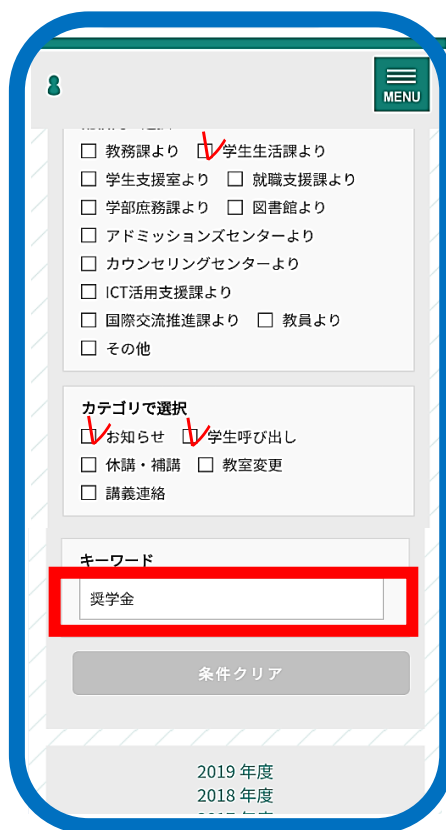 MENU
教務課より 学生生活課より
学生支援室より 就職支援課より
学部庶務課より 図書館より
アドミッションズセンターより
カウンセリングセンターより
ICT活用支援課より
国際交流推進課より 教員より
その他
カテゴリで選択
お知らせ 学生呼び出し
休講・補講 教室変更
講義連絡
キーワード
奨学金
条件クリア
2019 年度
2018 年度